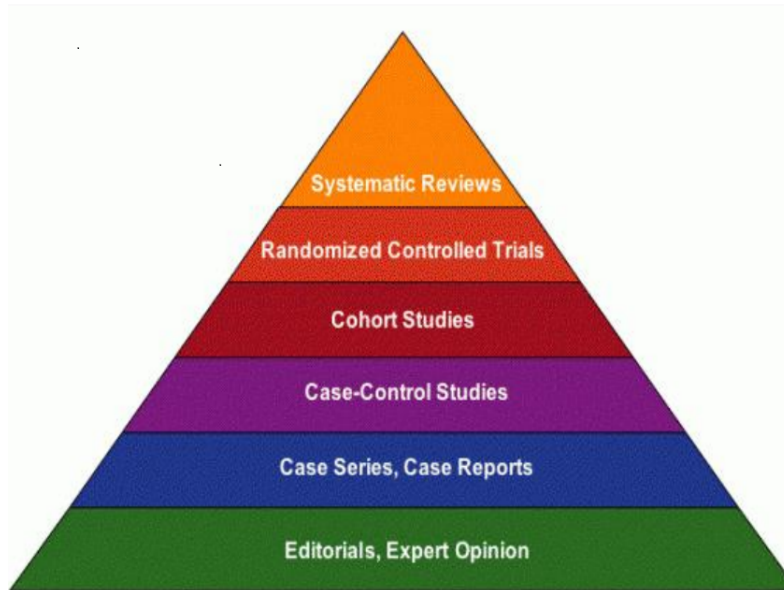 Systematic Reviews
Randomized Controlled Trials
Cohort Studies
Case-Control Studies
Case Series, Case Reports
Editorials, Expert Opinion